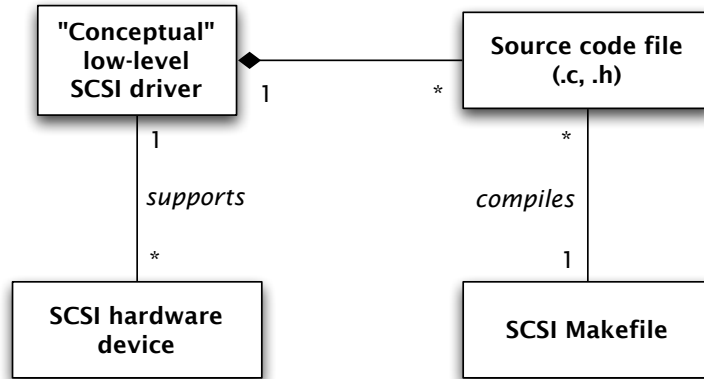 "Conceptual"
low-level
SCSI driver
Source code file
(.c, .h)
1
*
1
*
supports
compiles
*
1
SCSI hardware
device
SCSI Makefile